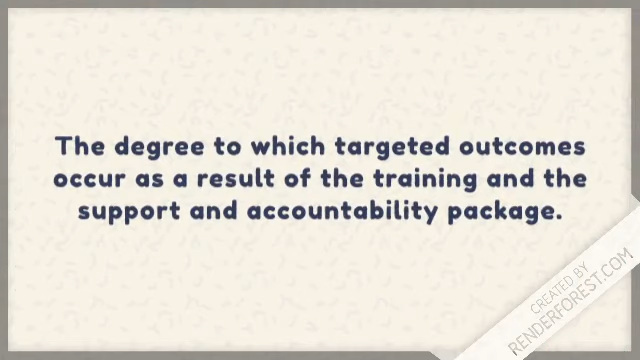 The degree to which targeted outcomes
occur as a result of the training and the
support and accountability package.
CREATED BY
RENDERFOREST.COM